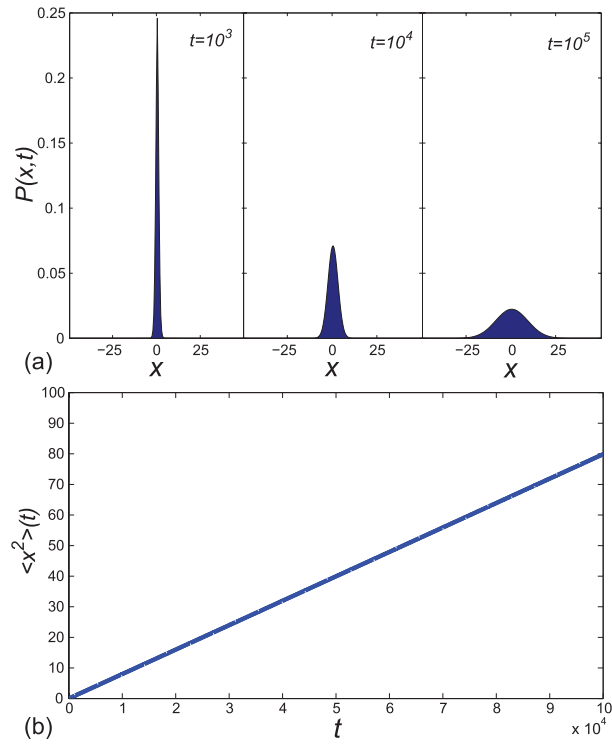 0.25
t=10³
t=10⁴
t=10⁵
0.2
0.15
P(x,t)
0.1
0.05
0
−25 0 25 −25 0 25 −25 0 25
(a) x x x
100
90
80
70
60
<x²>(t)
50
40
30
20
10
0
0 1 2 3 4 5 6 7 8 9 10
(b) t x 10⁴